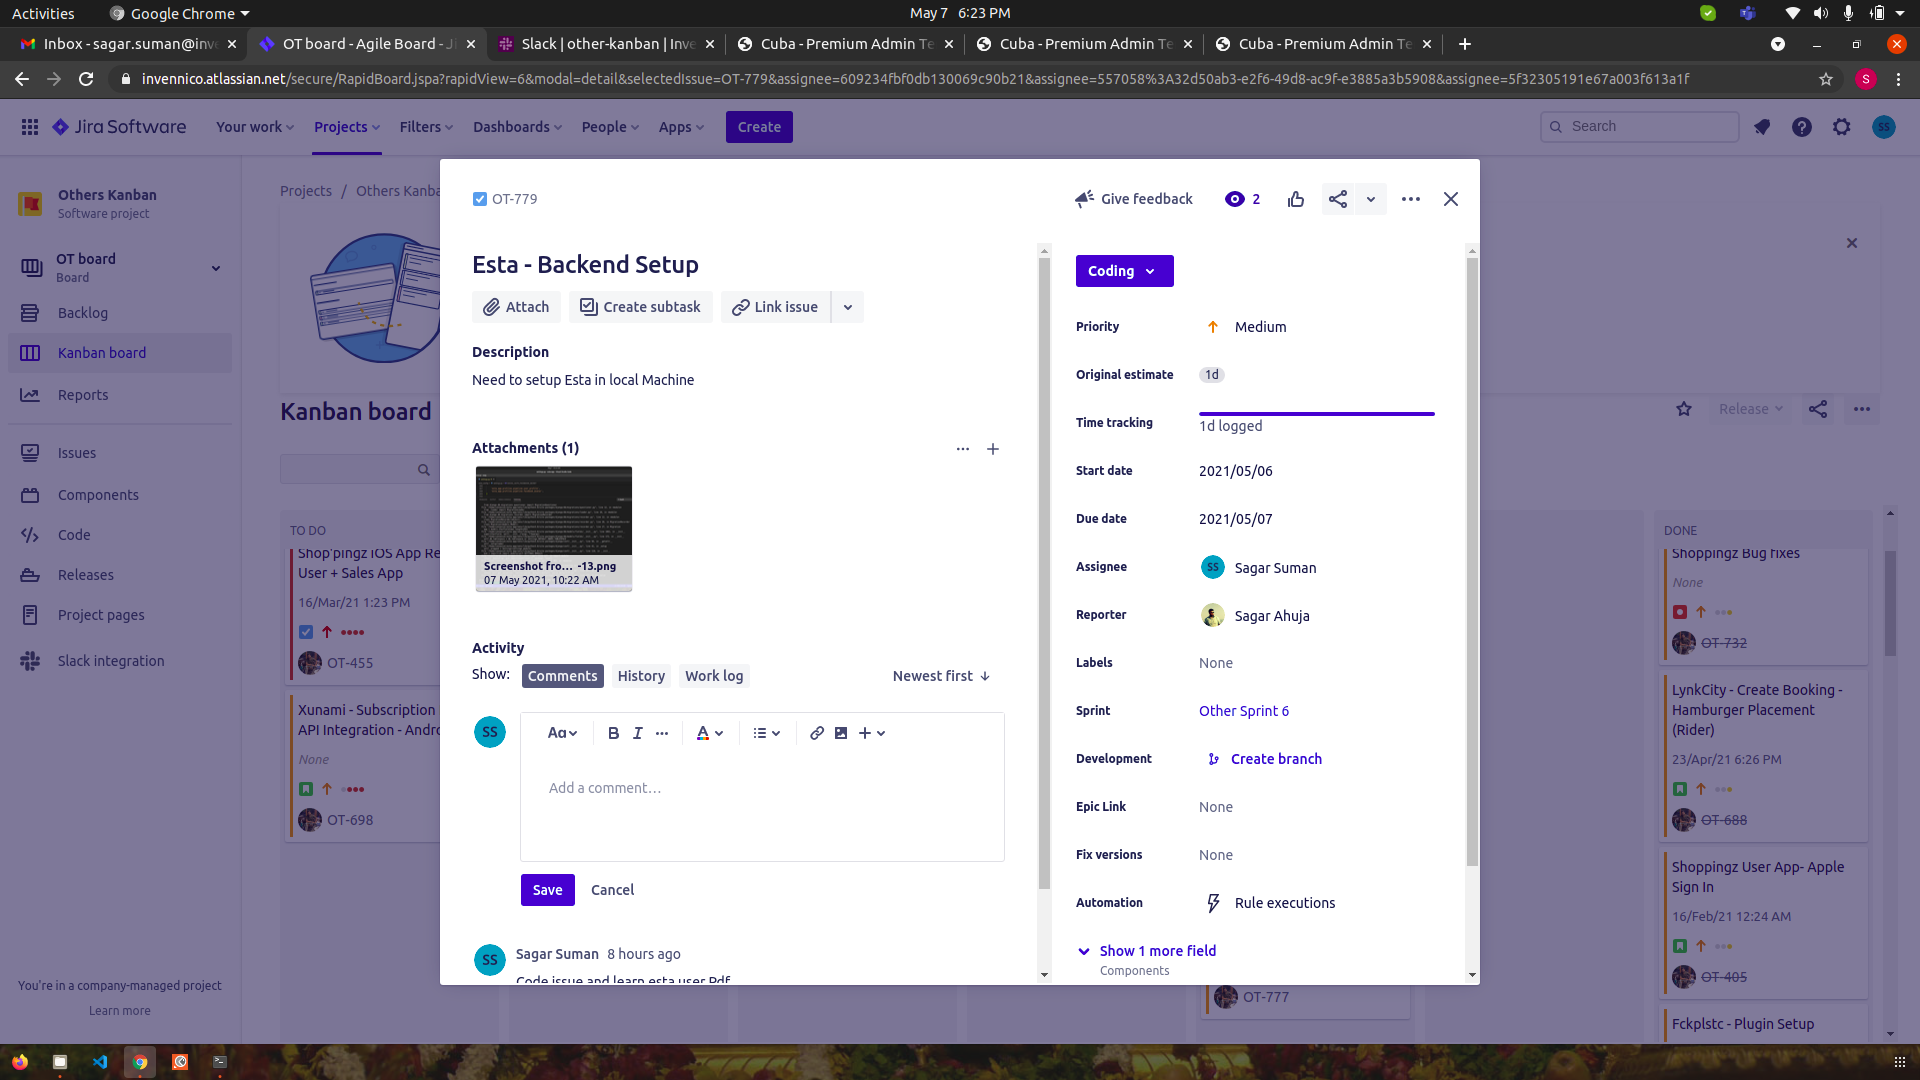 Activities
Google Chrome
May 7 6:23 PM
Inbox - sagar.suman@inve
OT board - Agile Board - Ji
Slack | other-kanban | Inve
Cuba - Premium Admin Te
Cuba - Premium Admin Te
Cuba - Premium Admin Te
invennico.atlassian.net/secure/RapidBoard.jspa?rapidView=6&modal=detail&selectedIssue=OT-779&assignee=609234fbf0db130069c90b21&assignee=557058%3A32d50ab3-e2f6-49d8-ac9f-e3885a3b5908&assignee=5f32305191e67a003f613a1f
S
Jira Software
Your work
Projects
Filters
Dashboards
People
Apps
Create
Search
SS
Others Kanban
Software project
OT board
Board
Backlog
Kanban board
Reports
Issues
Components
Code
Releases
Project pages
Slack integration
You're in a company-managed project
Learn more
Projects / Others Kanba
Kanban board
Release
TO DO
Shop'pingz iOS App Re
User + Sales App
16/Mar/21 1:23 PM
OT-455
Xunami - Subscription
API Integration - Andro
None
OT-698
OT-779
Give feedback
2
Esta - Backend Setup
Attach
Create subtask
Link issue
Description
Need to setup Esta in local Machine
Attachments (1)
Screenshot fro... -13.png
07 May 2021, 10:22 AM
Activity
Show:
Comments
History
Work log
Newest first
SS
Aa
B
I
A
Add a comment…
Save
Cancel
SS
Sagar Suman 8 hours ago
Code issue and learn esta user Pdf
Coding
Priority
Medium
Original estimate
1d
Time tracking
1d logged
Start date
2021/05/06
Due date
2021/05/07
Assignee
SS
Sagar Suman
Reporter
Sagar Ahuja
Labels
None
Sprint
Other Sprint 6
Development
Create branch
Epic Link
None
Fix versions
None
Automation
Rule executions
Show 1 more field
Components
OT-777
DONE
Shoppingz Bug fixes
None
OT-732
LynkCity - Create Booking -
Hamburger Placement
(Rider)
23/Apr/21 6:26 PM
OT-688
Shoppingz User App- Apple
Sign In
16/Feb/21 12:24 AM
OT-405
Fckplstc - Plugin Setup